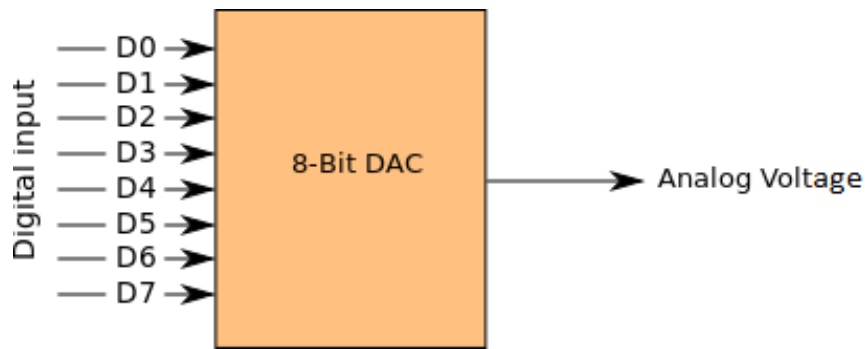 Digital input
D0
D1
D2
D3
D4
D5
D6
D7
8-Bit DAC
Analog Voltage